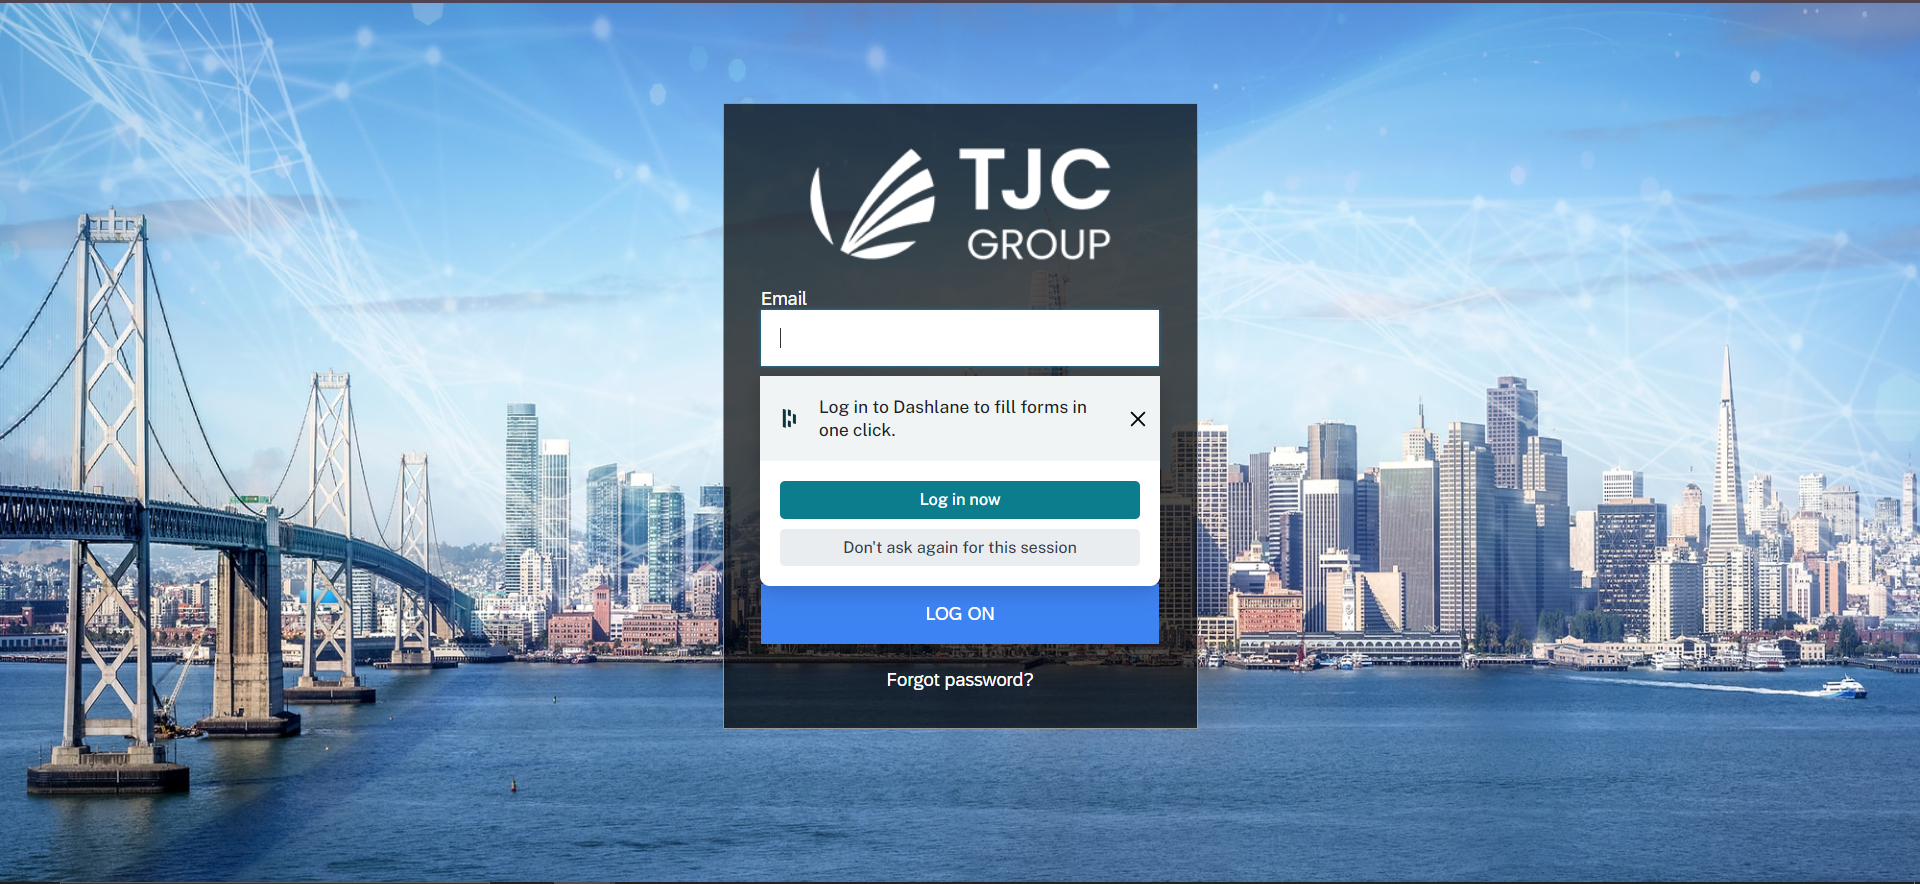 TJC
GROUP
Email
Log in to Dashlane to fill forms in
one click.
Log in now
Don't ask again for this session
LOG ON
Forgot password?